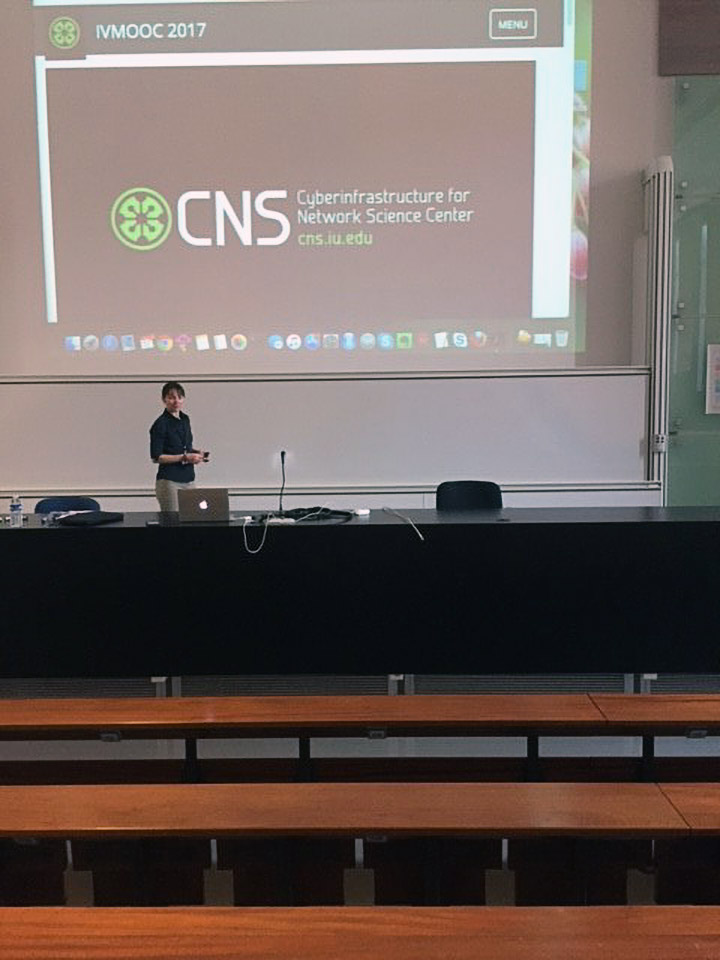 IVMOOC 2017
MENU
CNS
Cyberinfrastructure for
Network Science Center
cns.iu.edu